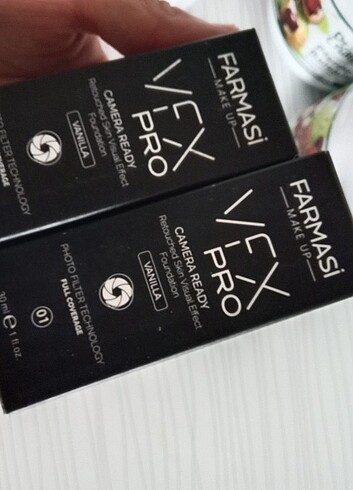 FARMASi
MAKE UP
VFX
PRO
CAMERA READY
Retouched Skin Visual Effect
Foundation
VANILLA
PHOTO FILTER TECHNOLOGY
FARMASi
MAKE UP
VFX
PRO
CAMERA READY
Retouched Skin Visual Effect
Foundation
VANILLA
PHOTO FILTER TECHNOLOGY
FULL COVERAGE
01
30 ml e 1 fl.oz.